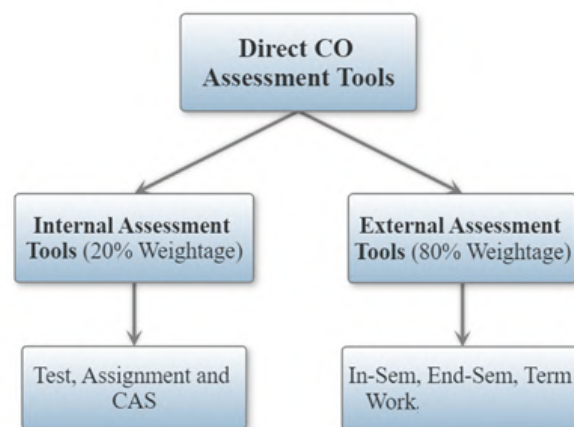 Direct CO
Assessment Tools
Internal Assessment
Tools (20% Weightage)
External Assessment
Tools (80% Weightage)
Test, Assignment and
CAS
In-Sem, End-Sem, Term
Work.